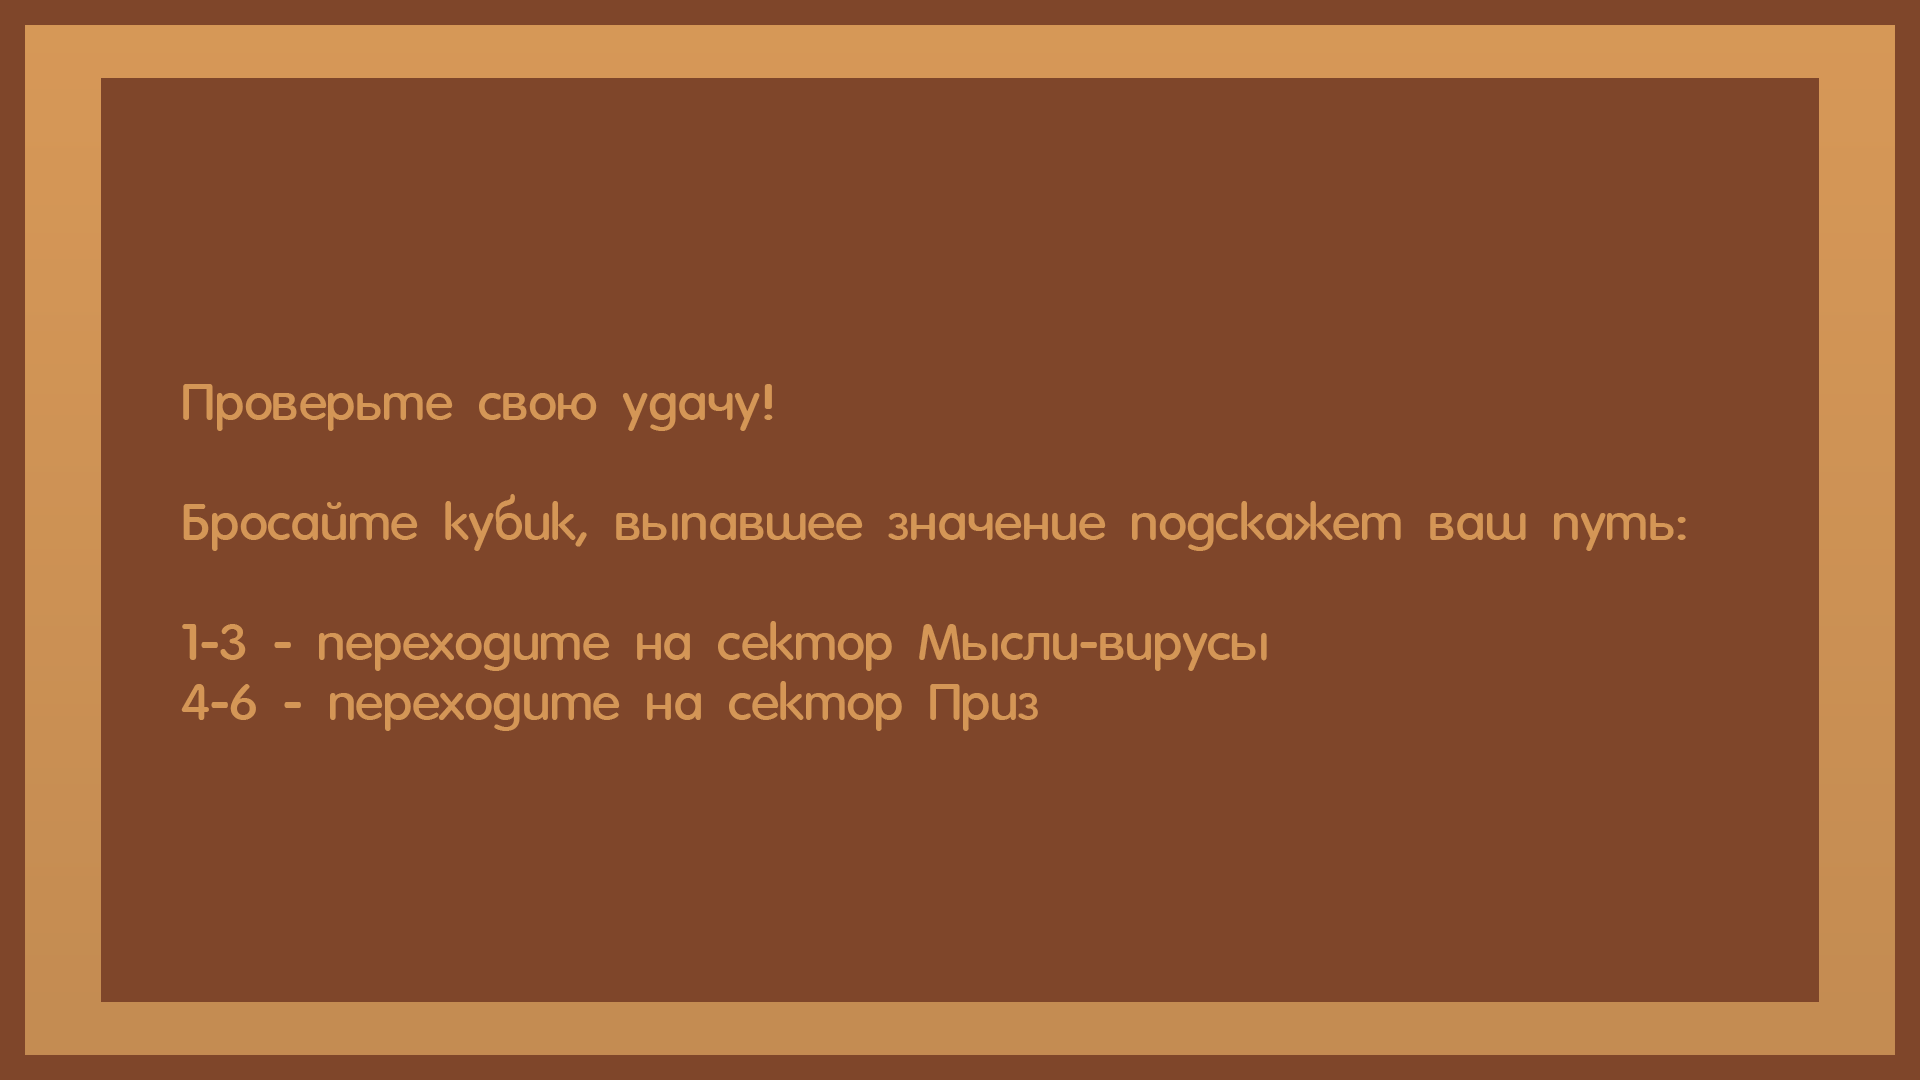 Проверьте свою удачу!
Бросайте кубик, выпавшее значение подскажет ваш путь:
1-3 - переходите на сектор Мысли-вирусы
4-6 - переходите на сектор Приз